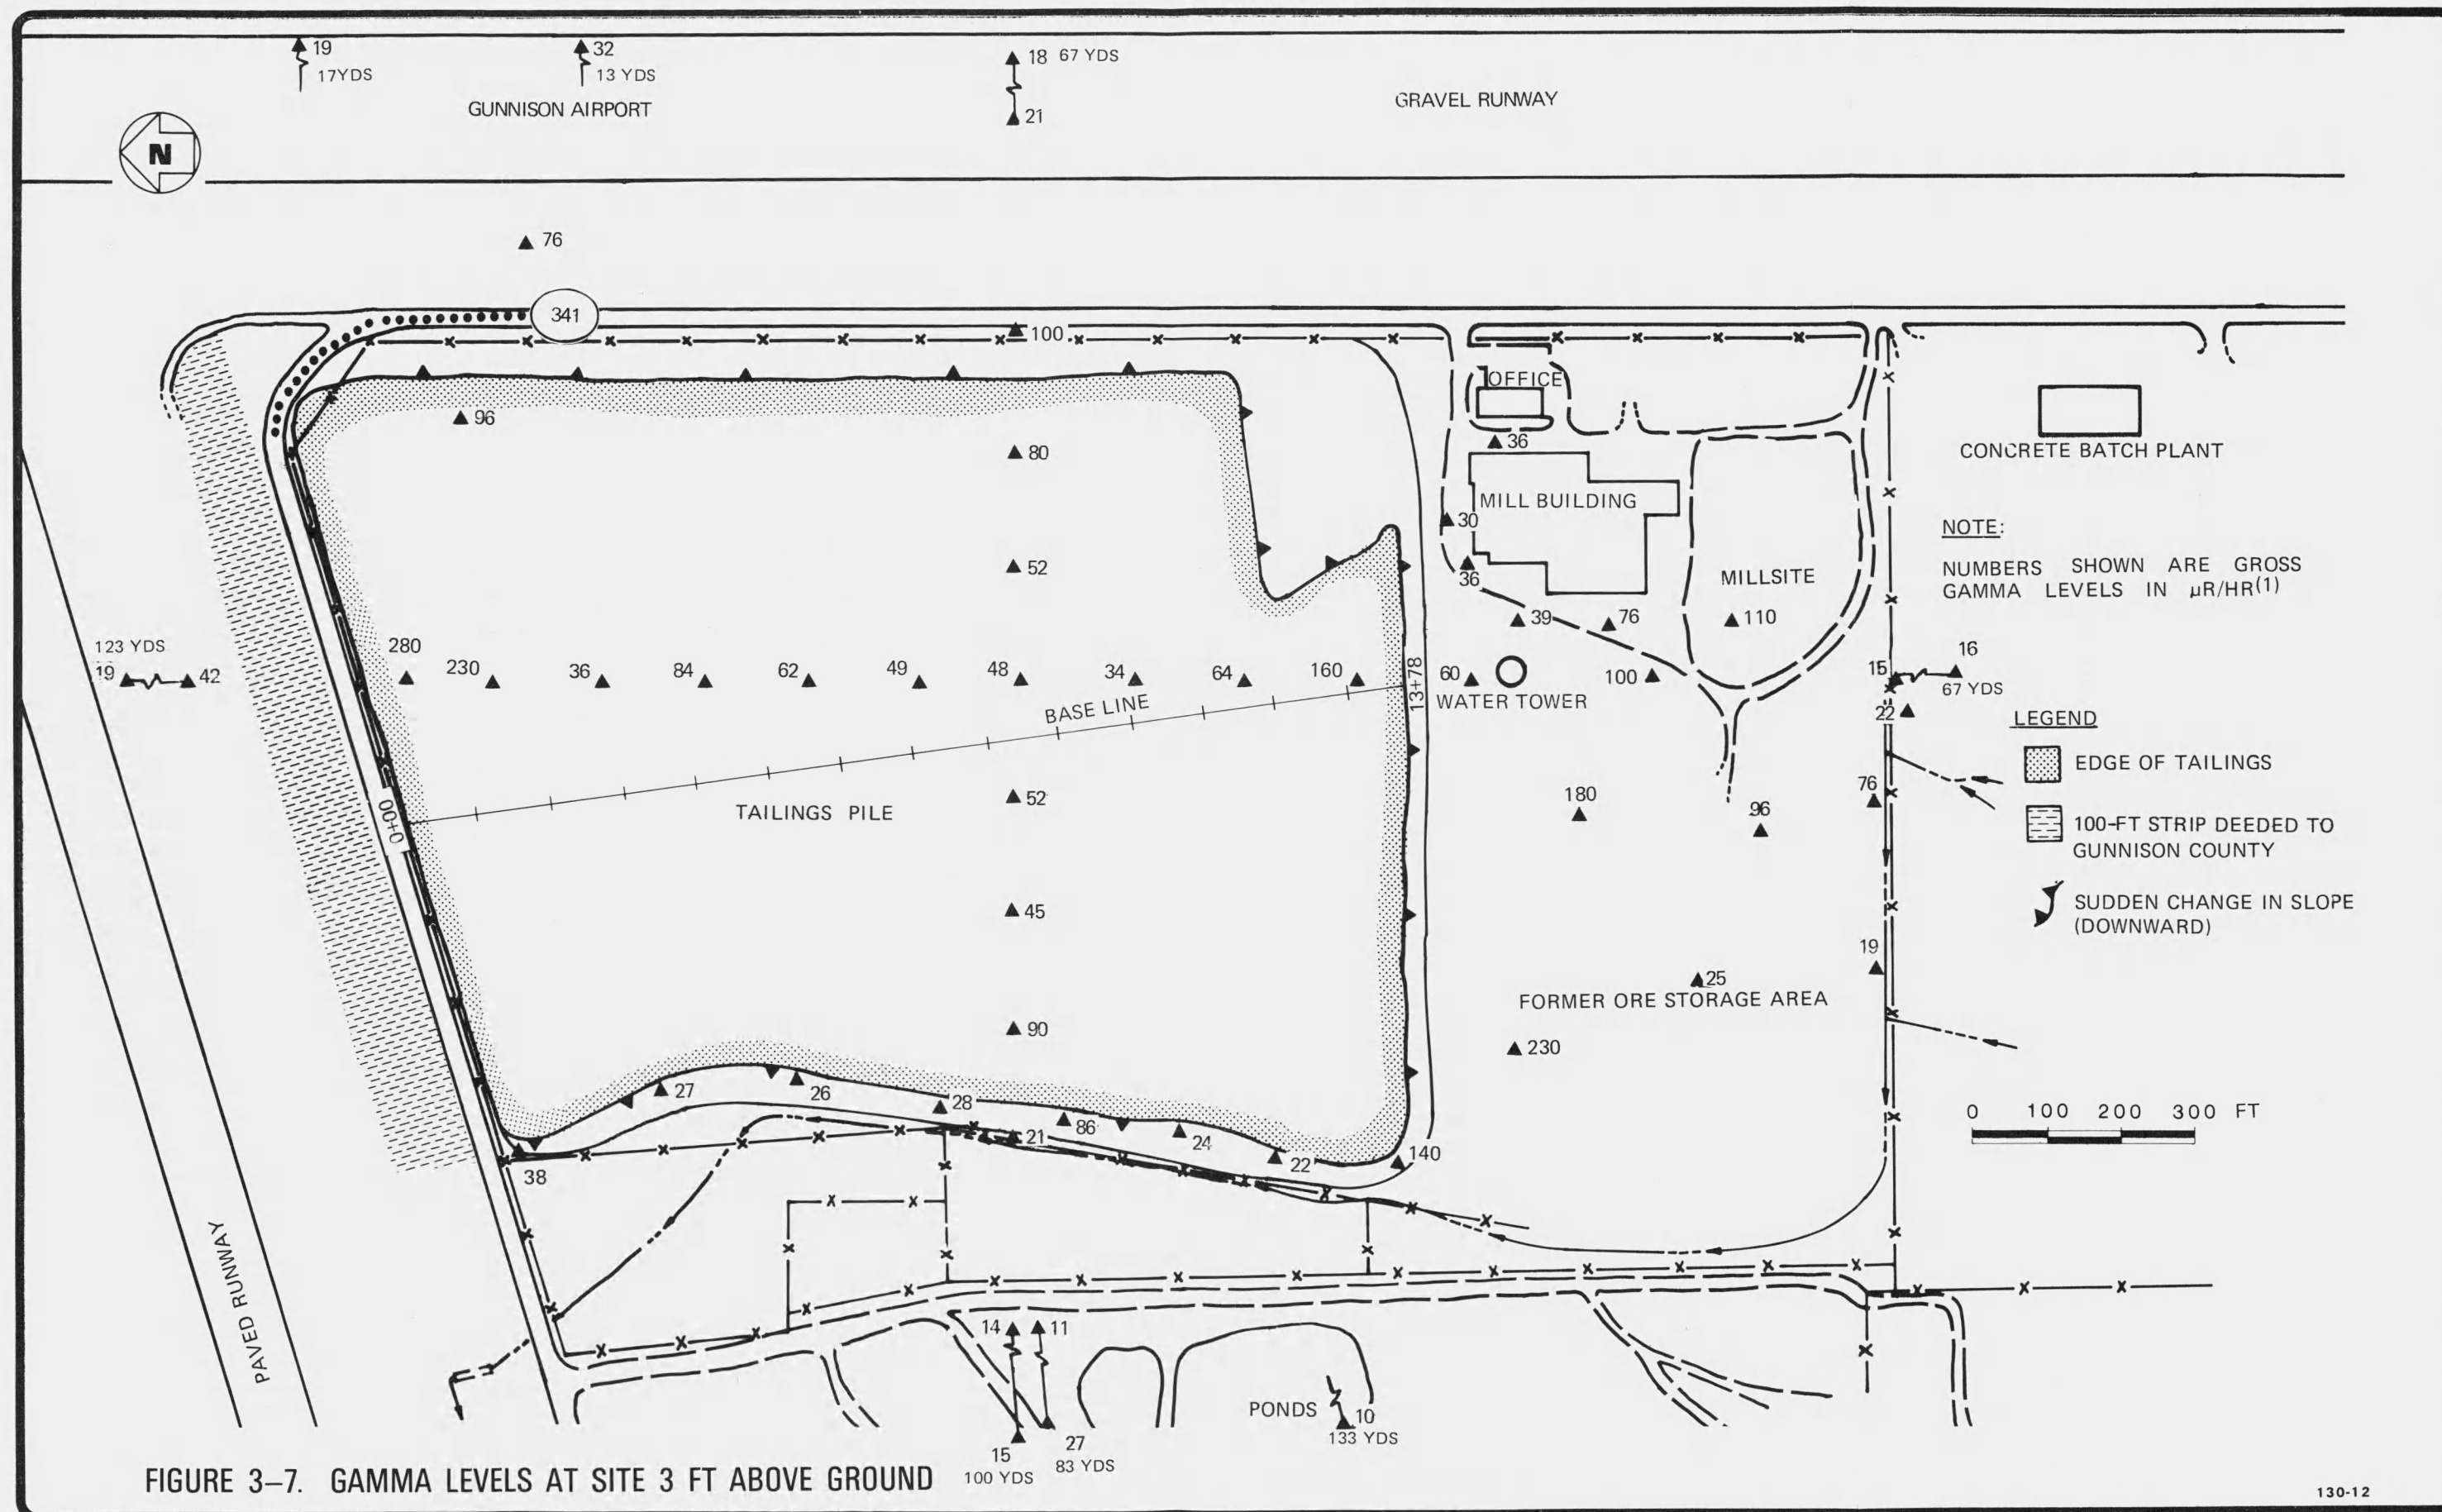 19
17YDS
32
13 YDS
18 67 YDS
21
GUNNISON AIRPORT
GRAVEL RUNWAY
N
76
341
100
96
80
52
OFFICE
36
MILL BUILDING
30
36
39
76
110
MILLSITE
CONCRETE BATCH PLANT
NOTE:
NUMBERS SHOWN ARE GROSS
GAMMA LEVELS IN µR/HR(1)
123 YDS
19
42
280
230
36
84
62
49
48
34
64
160
13+78
60
WATER TOWER
100
15
16
67 YDS
22
BASE LINE
0+00
TAILINGS PILE
52
180
96
76
45
19
25
FORMER ORE STORAGE AREA
90
230
LEGEND
EDGE OF TAILINGS
100-FT STRIP DEEDED TO
GUNNISON COUNTY
SUDDEN CHANGE IN SLOPE
(DOWNWARD)
0 100 200 300 FT
27
26
28
21
86
24
22
140
38
PAVED RUNWAY
14
11
15
100 YDS
27
83 YDS
PONDS
10
133 YDS
FIGURE 3–7. GAMMA LEVELS AT SITE 3 FT ABOVE GROUND
130-12